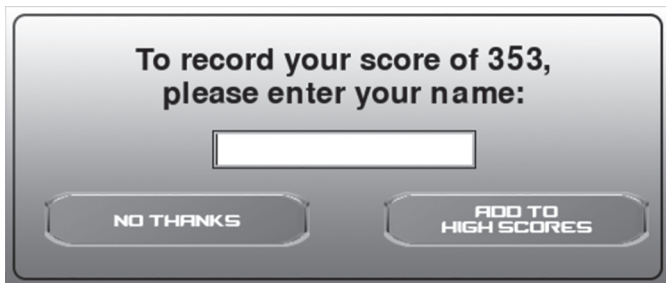 To record your score of 353,
please enter your name:
NO THANKS
ADD TO
HIGH SCORES